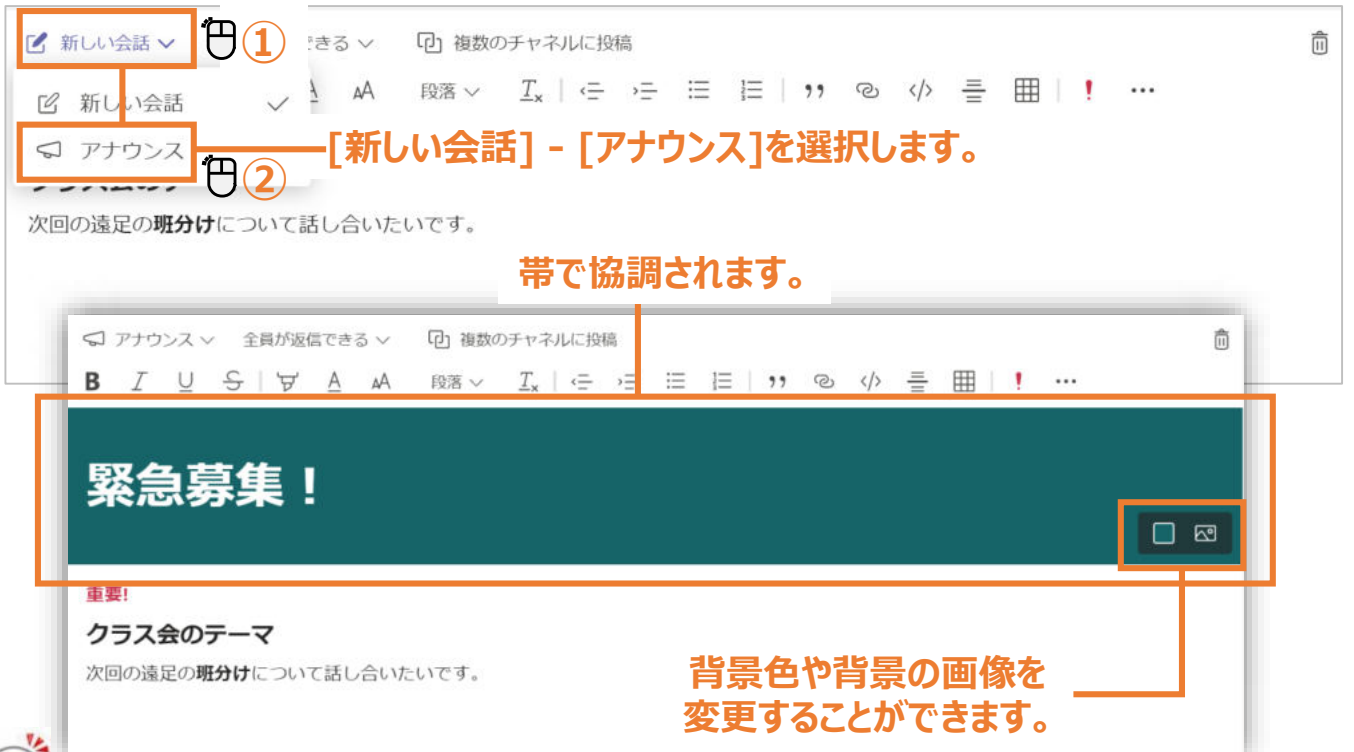 新しい会話
①
できる
複数のチャネルに投稿
新しい会話
A
AA
段落
アナウンス
②
[新しい会話] - [アナウンス]を選択します。
次回の遠足の班分けについて話し合いたいです。
帯で協調されます。
アナウンス 全員が返信できる 複数のチャネルに投稿
B I U S A AA 段落 Tx
緊急募集！
重要!
クラス会のテーマ
次回の遠足の班分けについて話し合いたいです。
背景色や背景の画像を
変更することができます。